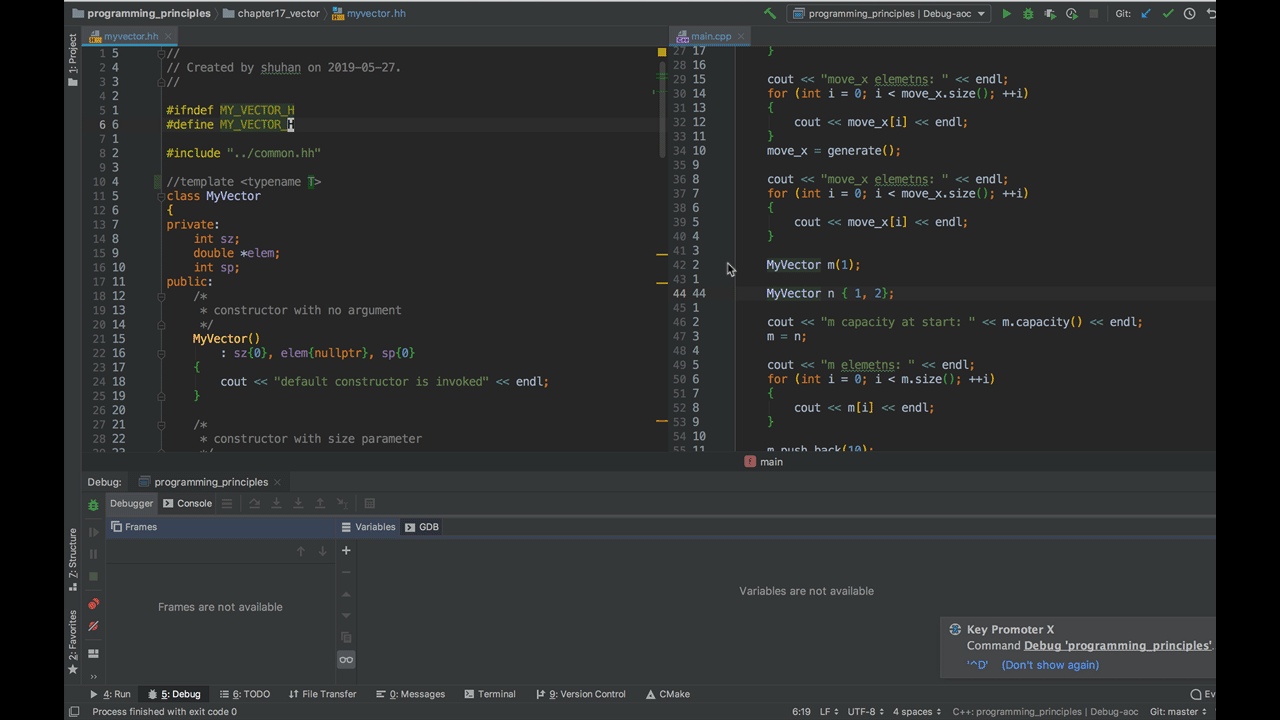 programming_principles
chapter17_vector
myvector.hh
programming_principles | Debug-aoc
Git:
1: Project
myvector.hh
1 5 //
2 4 // Created by shuhan on 2019-05-27.
3 3 //
4 2
5 1 #ifndef MY_VECTOR_H
6 6 #define MY_VECTOR_H
7 1
8 2 #include "../common.hh"
9 3
10 4 //template <typename T>
11 5 class MyVector
12 6 {
13 7 private:
14 8 int sz;
15 9 double *elem;
16 10 int sp;
17 11 public:
18 12 /*
19 13 * constructor with no argument
20 14 */
21 15 MyVector()
22 16 : sz{0}, elem{nullptr}, sp{0}
23 17 {
24 18 cout << "default constructor is invoked" << endl;
25 19 }
26 20
27 21 /*
28 22 * constructor with size parameter
main.cpp
27 17 }
28 16
29 15 cout << "move_x elemetns: " << endl;
30 14 for (int i = 0; i < move_x.size(); ++i)
31 13 {
32 12 cout << move_x[i] << endl;
33 11 }
34 10 move_x = generate();
35 9
36 8 cout << "move_x elemetns: " << endl;
37 7 for (int i = 0; i < move_x.size(); ++i)
38 6 {
39 5 cout << move_x[i] << endl;
40 4 }
41 3
42 2 MyVector m(1);
43 1
44 44 MyVector n { 1, 2};
45 1
46 2 cout << "m capacity at start: " << m.capacity() << endl;
47 3 m = n;
48 4
49 5 cout << "m elemetns: " << endl;
50 6 for (int i = 0; i < m.size(); ++i)
51 7 {
52 8 cout << m[i] << endl;
53 9 }
54 10
55 11 m.push_back(10);
main
Debug:
programming_principles
Debugger
Console
Frames
Variables
GDB
Frames are not available
Variables are not available
7: Structure
2: Favorites
Key Promoter X
Command Debug 'programming_principles'.
'^D' (Don't show again)
4: Run
5: Debug
6: TODO
File Transfer
0: Messages
Terminal
9: Version Control
CMake
Ev
Process finished with exit code 0
6:19
LF
UTF-8
4 spaces
C++: programming_principles | Debug-aoc
Git: master